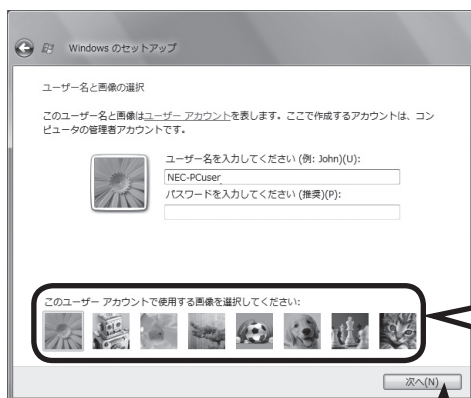 Windows のセットアップ
ユーザー名と画像の選択
このユーザー名と画像はユーザー アカウントを表します。ここで作成するアカウントは、コン
ピュータの管理者アカウントです。
ユーザー名を入力してください (例: John)(U):
NEC-PCuser
パスワードを入力してください (推奨)(P):
このユーザー アカウントで使用する画像を選択してください:
次へ(N)